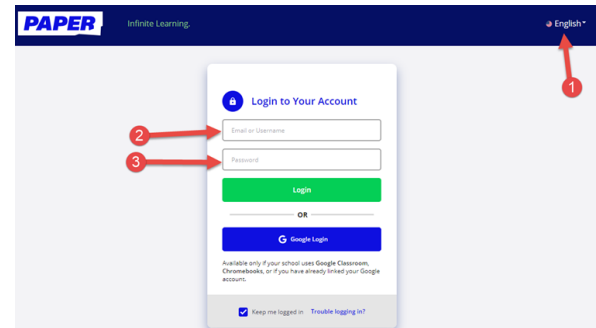 PAPER Infinite Learning. English
1
Login to Your Account
2 Email or Username
3 Password
Login
OR
G Google Login
Available only if your school uses Google Classroom,
Chromebooks, or if you have already linked your Google
account.
Keep me logged in Trouble logging in?